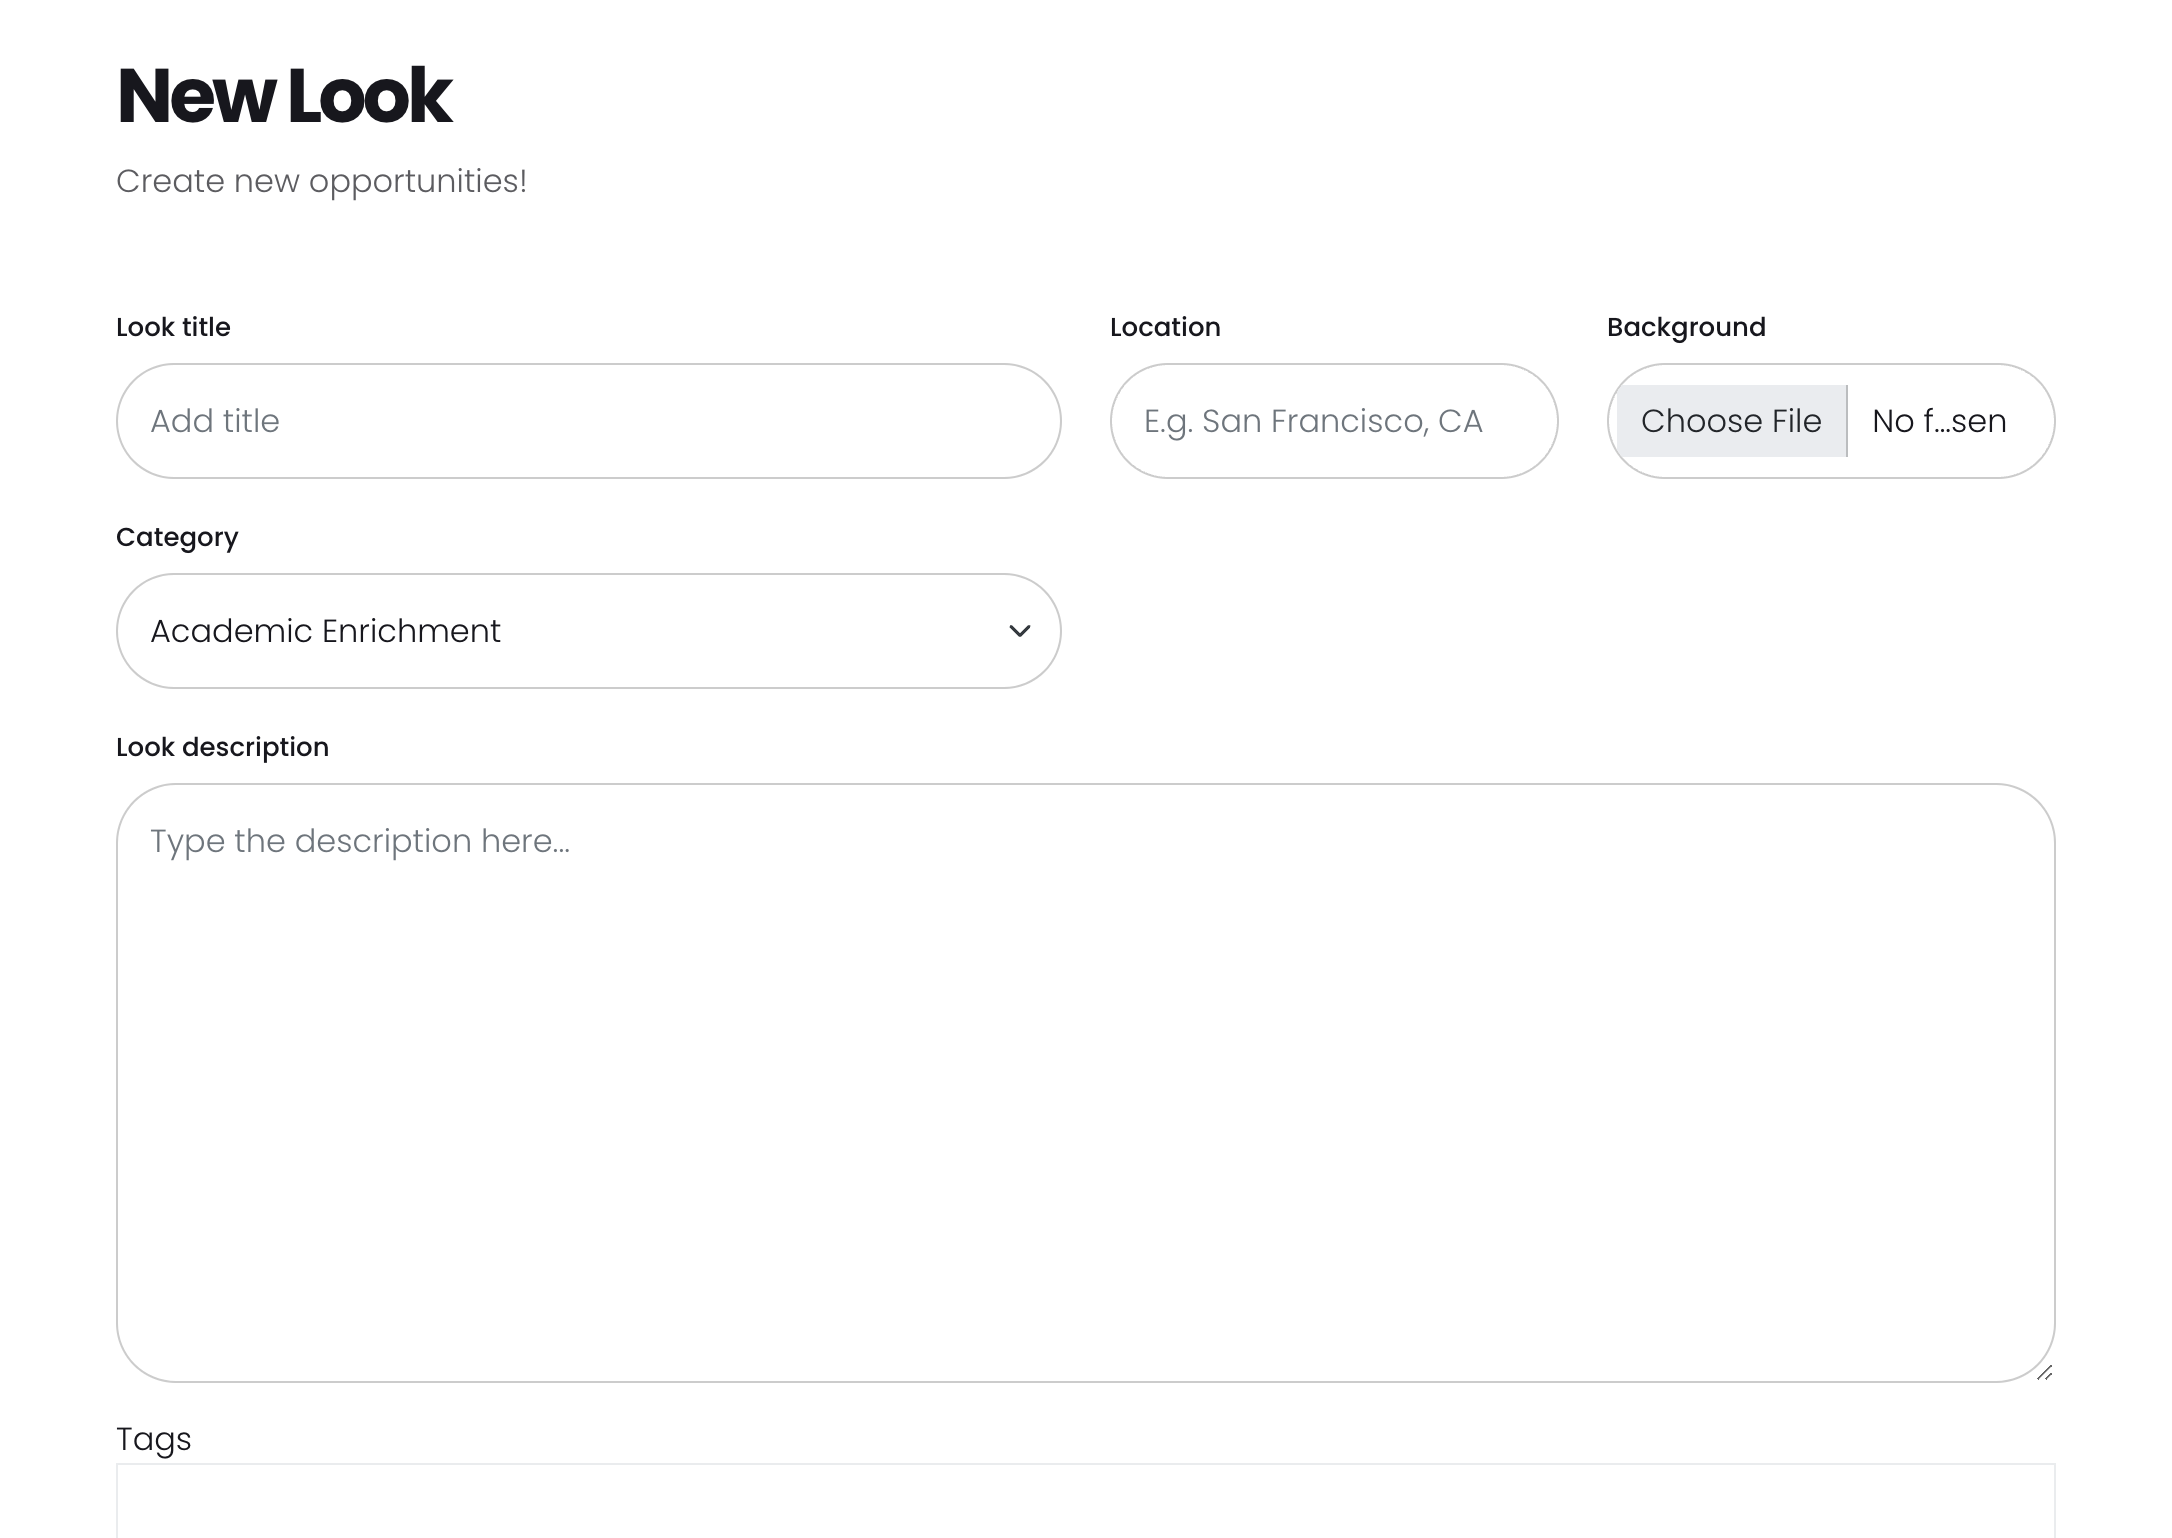 New Look
Create new opportunities!
Look title
Location
Background
Add title
E.g. San Francisco, CA
Choose File
No f...sen
Category
Academic Enrichment
Look description
Type the description here...
Tags